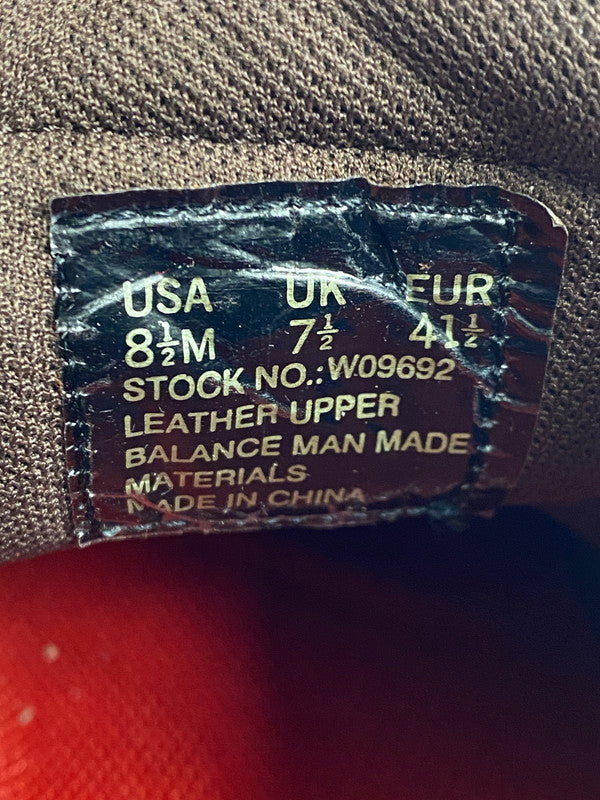 USA UK EUR
8½M 7½ 41½
STOCK NO.:W09692
LEATHER UPPER
BALANCE MAN MADE
MATERIALS
MADE IN CHINA